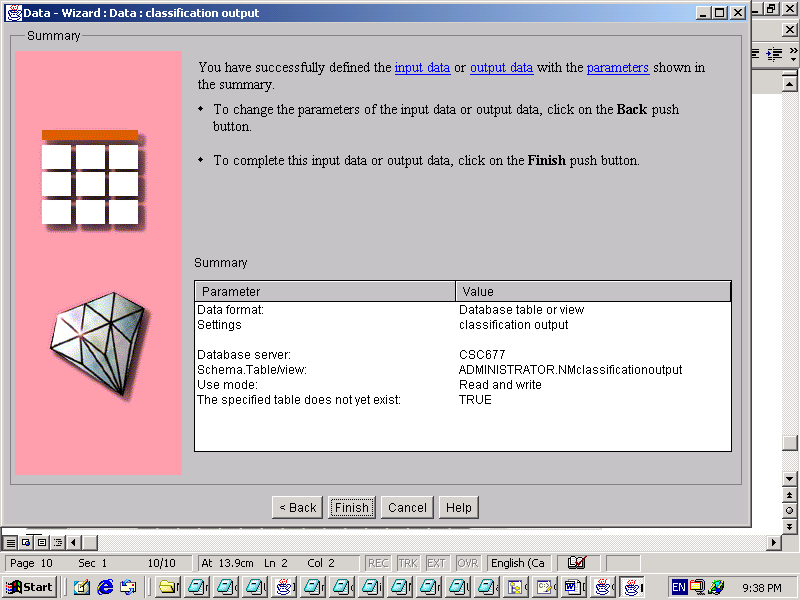 Data - Wizard : Data : classification output
Summary
You have successfully defined the input data or output data with the parameters shown in
the summary.
To change the parameters of the input data or output data, click on the Back push
button.
To complete this input data or output data, click on the Finish push button.
Summary
Parameter Value
Data format: Database table or view
Settings classification output
Database server: CSC677
Schema.Table/view: ADMINISTRATOR.NMclassificationoutput
Use mode: Read and write
The specified table does not yet exist: TRUE
< Back Finish Cancel Help
Page 10 Sec 1 10/10 At 13.9cm Ln 2 Col 2 REC TRK EXT OVR English (Ca
Start EN 9:38 PM